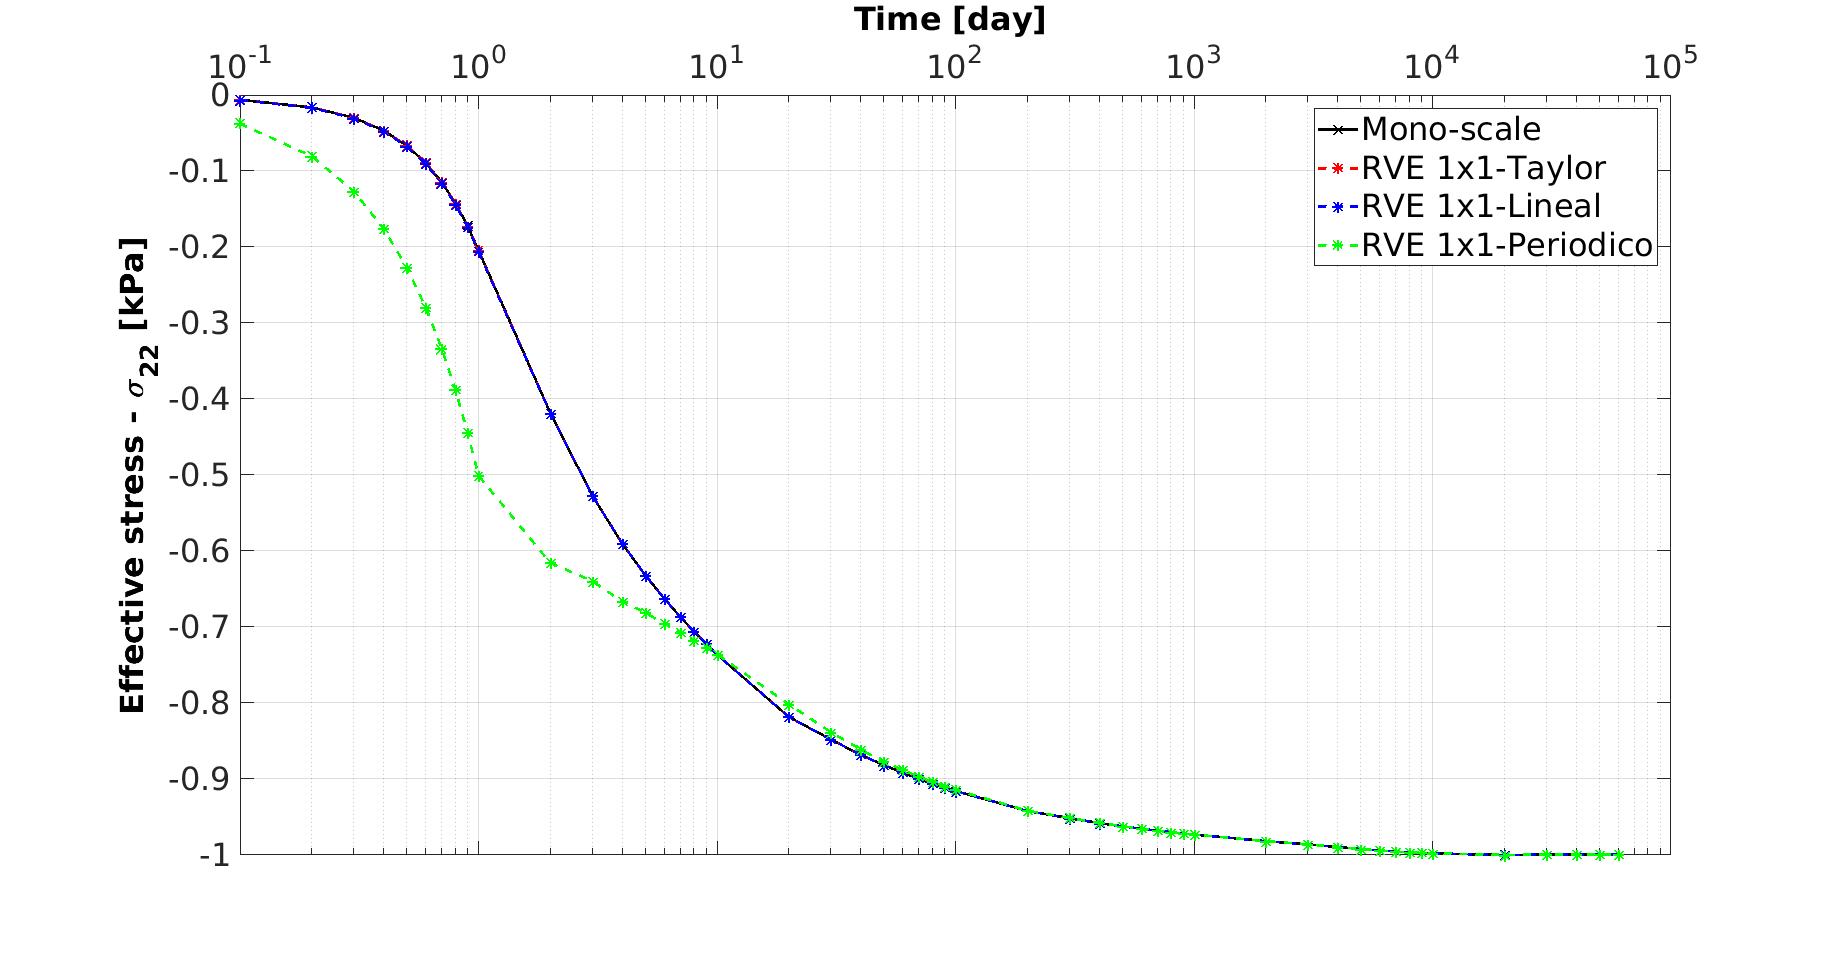 Time [day]
10^-1 10^0 10^1 10^2 10^3 10^4 10^5
0
-0.1
-0.2
-0.3
-0.4
-0.5
-0.6
-0.7
-0.8
-0.9
-1
Effective stress - σ_22 [kPa]
Mono-scale
RVE 1x1-Taylor
RVE 1x1-Lineal
RVE 1x1-Periodico